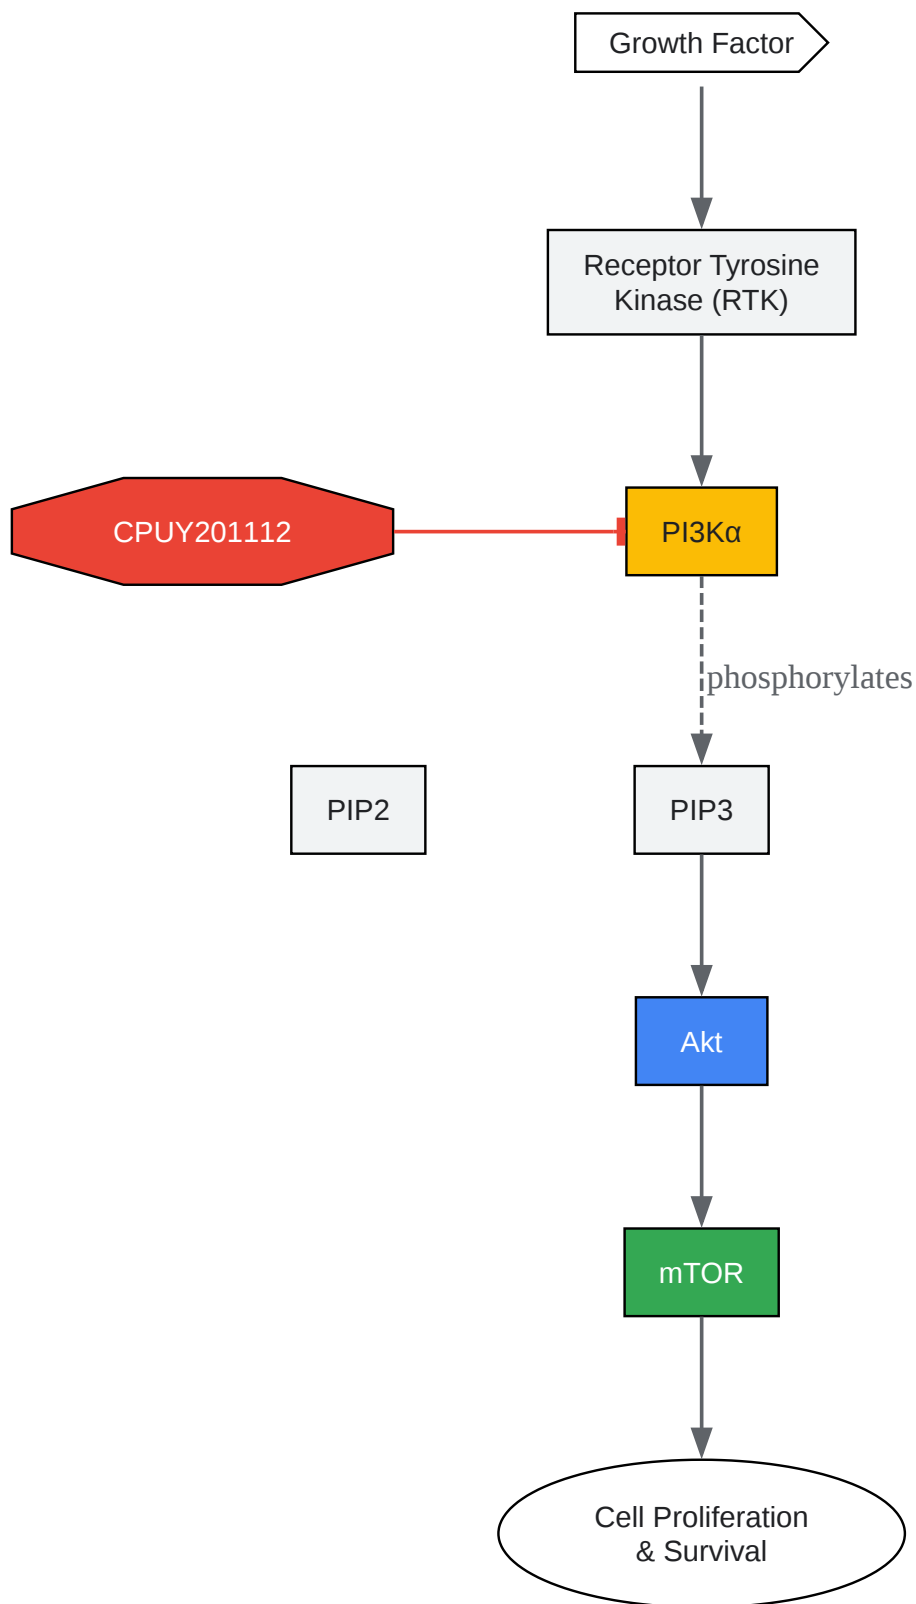 Growth Factor
Receptor Tyrosine
Kinase (RTK)
CPUY201112
PI3Kα
phosphorylates
PIP2
PIP3
Akt
mTOR
Cell Proliferation
& Survival